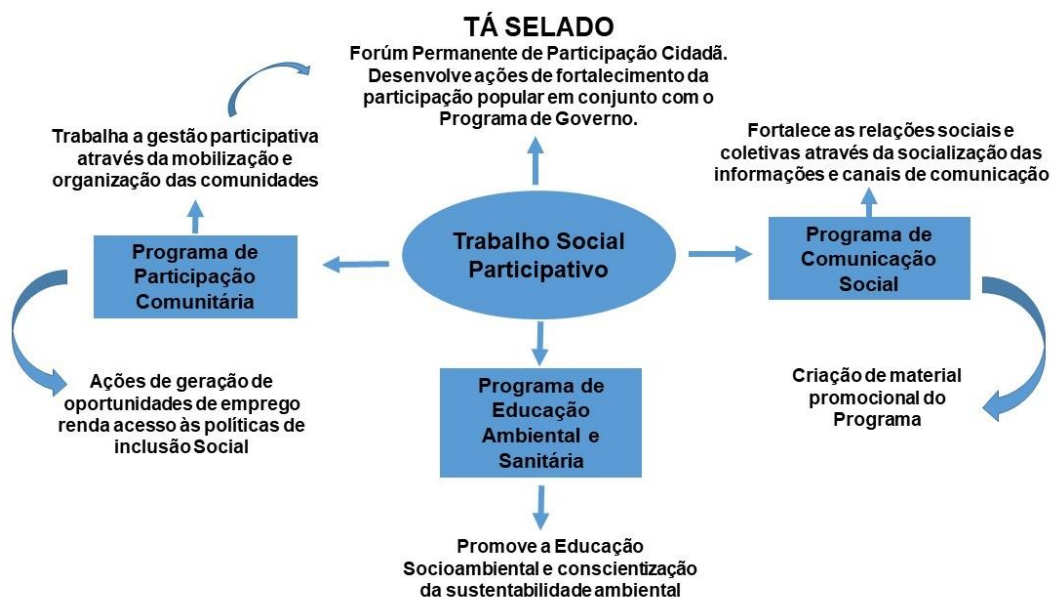 TÁ SELADO
Forúm Permanente de Participação Cidadã.
Desenvolve ações de fortalecimento da
participação popular em conjunto com o
Programa de Governo.
Trabalha a gestão participativa
através da mobilização e
organização das comunidades
Fortalece as relações sociais e
coletivas através da socialização das
informações e canais de comunicação
Programa de
Participação
Comunitária
Trabalho Social
Participativo
Programa de
Comunicação
Social
Ações de geração de
oportunidades de emprego
renda acesso às políticas de
inclusão Social
Programa de
Educação
Ambiental e
Sanitária
Criação de material
promocional do
Programa
Promove a Educação
Socioambiental e conscientização
da sustentabilidade ambiental